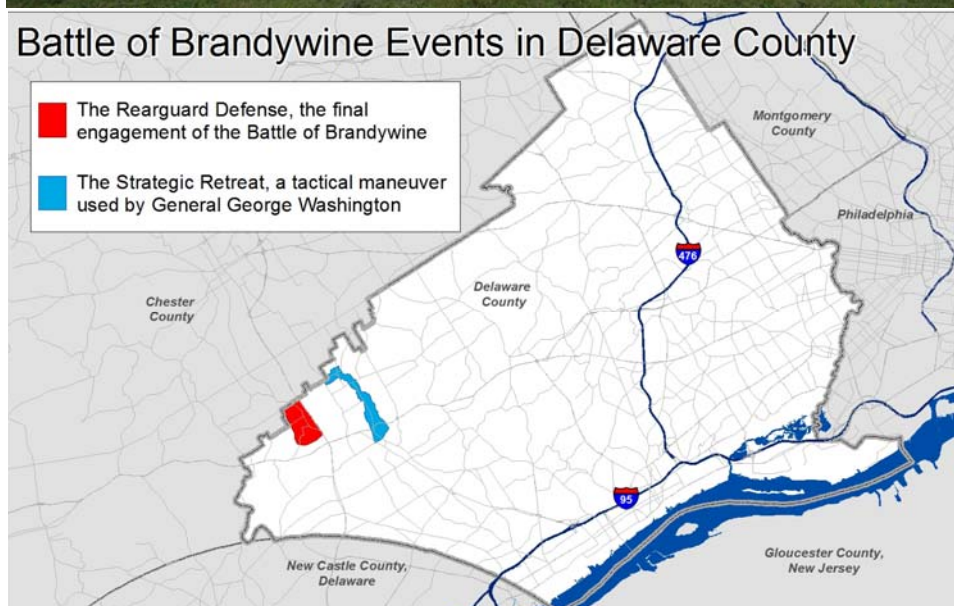 Battle of Brandywine Events in Delaware County
The Rearguard Defense, the final
engagement of the Battle of Brandywine
The Strategic Retreat, a tactical maneuver
used by General George Washington
Montgomery
County
Philadelphia
476
Delaware
County
Chester
County
95
New Castle County,
Delaware
Gloucester County,
New Jersey